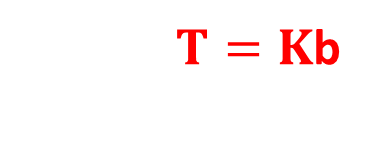 T = Kb